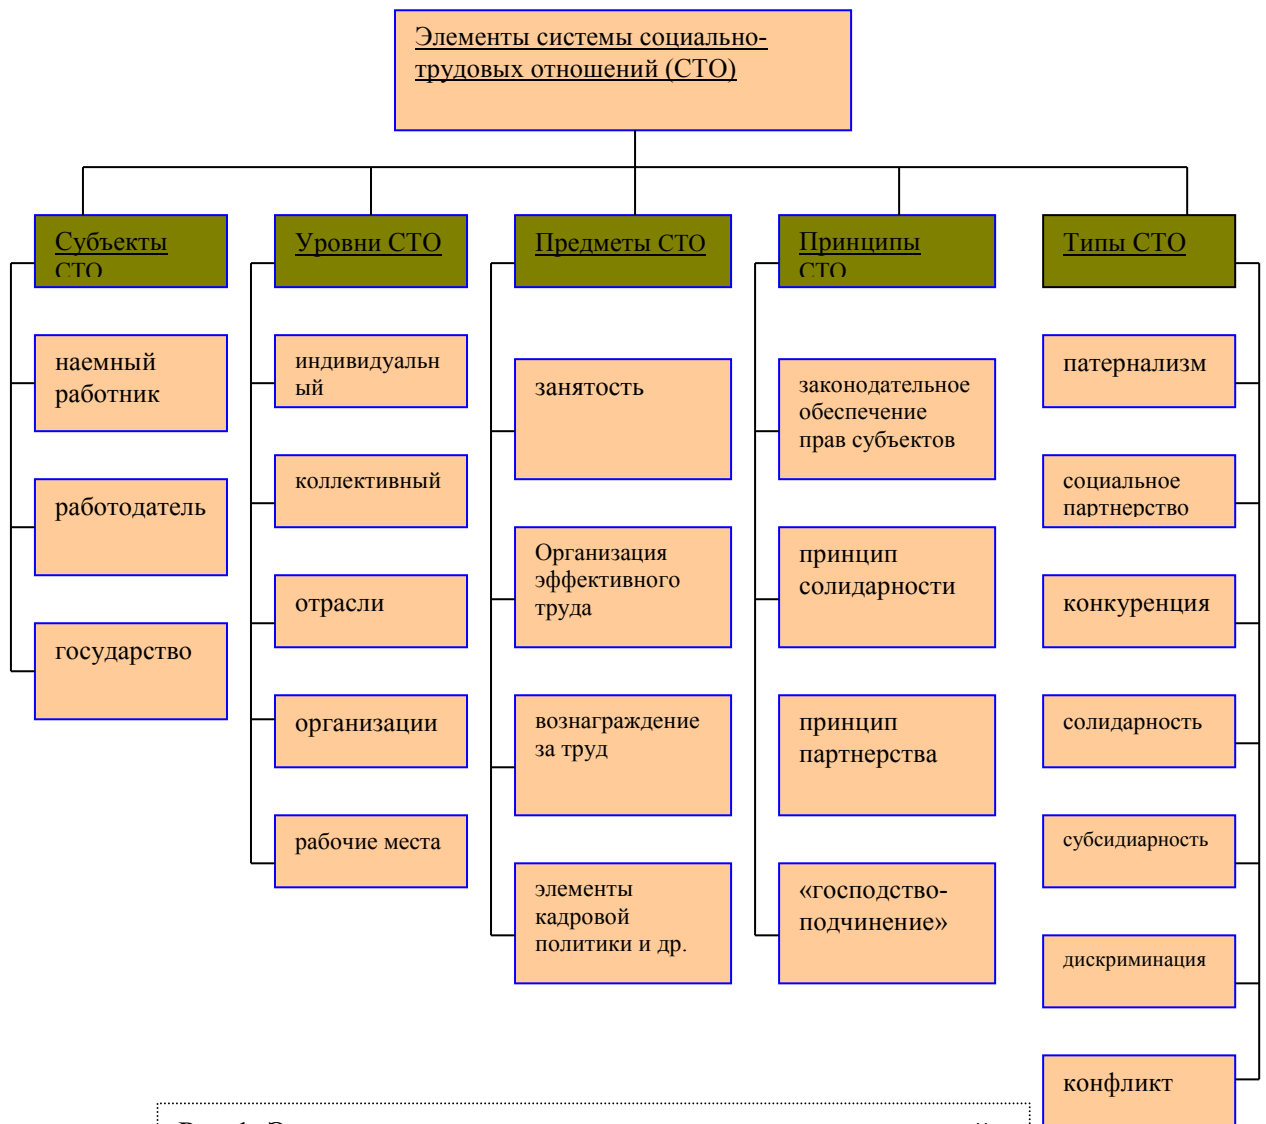 Элементы системы социально-
трудовых отношений (СТО)
Субъекты
СТО
наемный
работник
работодатель
государство
Уровни СТО
индивидуальн
ый
коллективный
отрасли
организации
рабочие места
Предметы СТО
занятость
Организация
эффективного
труда
вознаграждение
за труд
элементы
кадровой
политики и др.
Принципы
СТО
законодательное
обеспечение
прав субъектов
принцип
солидарности
принцип
партнерства
«господство-
подчинение»
Типы СТО
патернализм
социальное
партнерство
конкуренция
солидарность
субсидиарность
дискриминация
конфликт